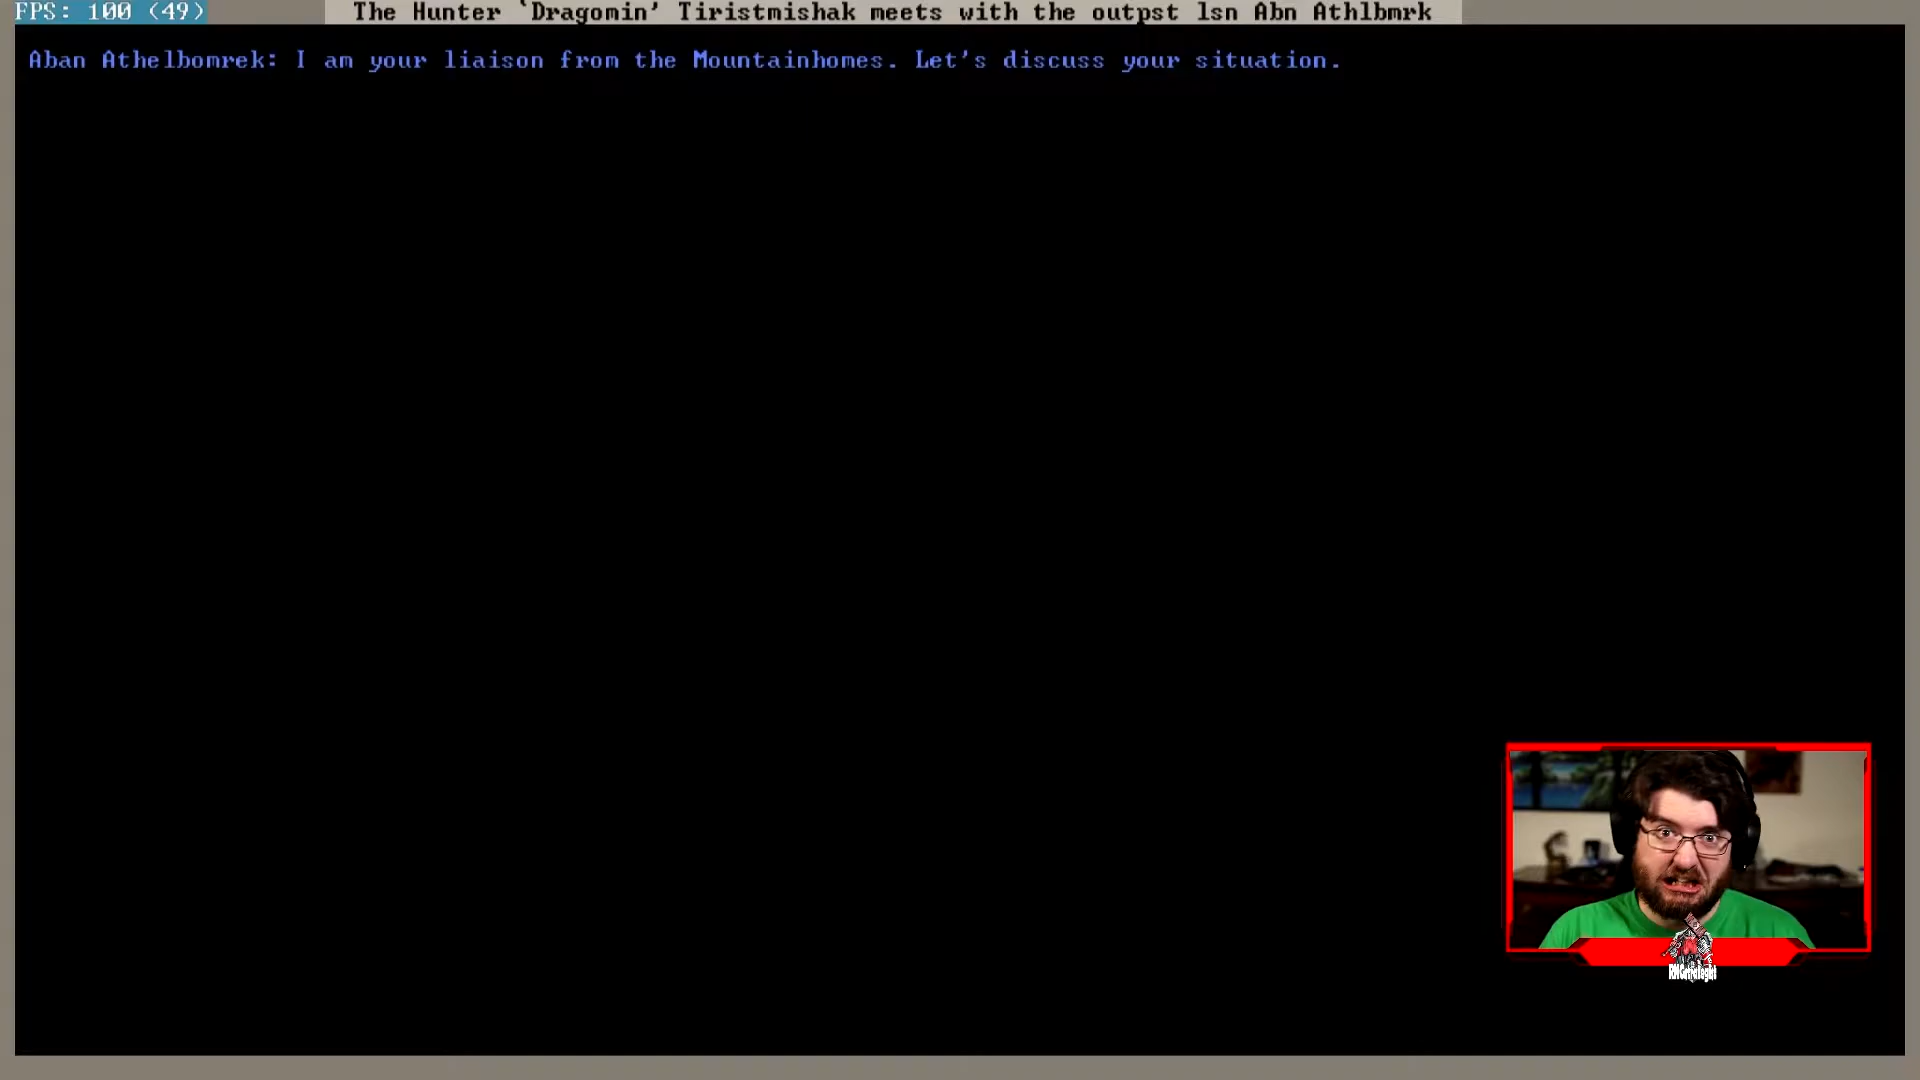 FPS: 100 (49)
The Hunter `Dragomin' Tiristmishak meets with the outpst lsn Abn Athlbmrk
Aban Athelbomrek: I am your liaison from the Mountainhomes. Let's discuss your situation.